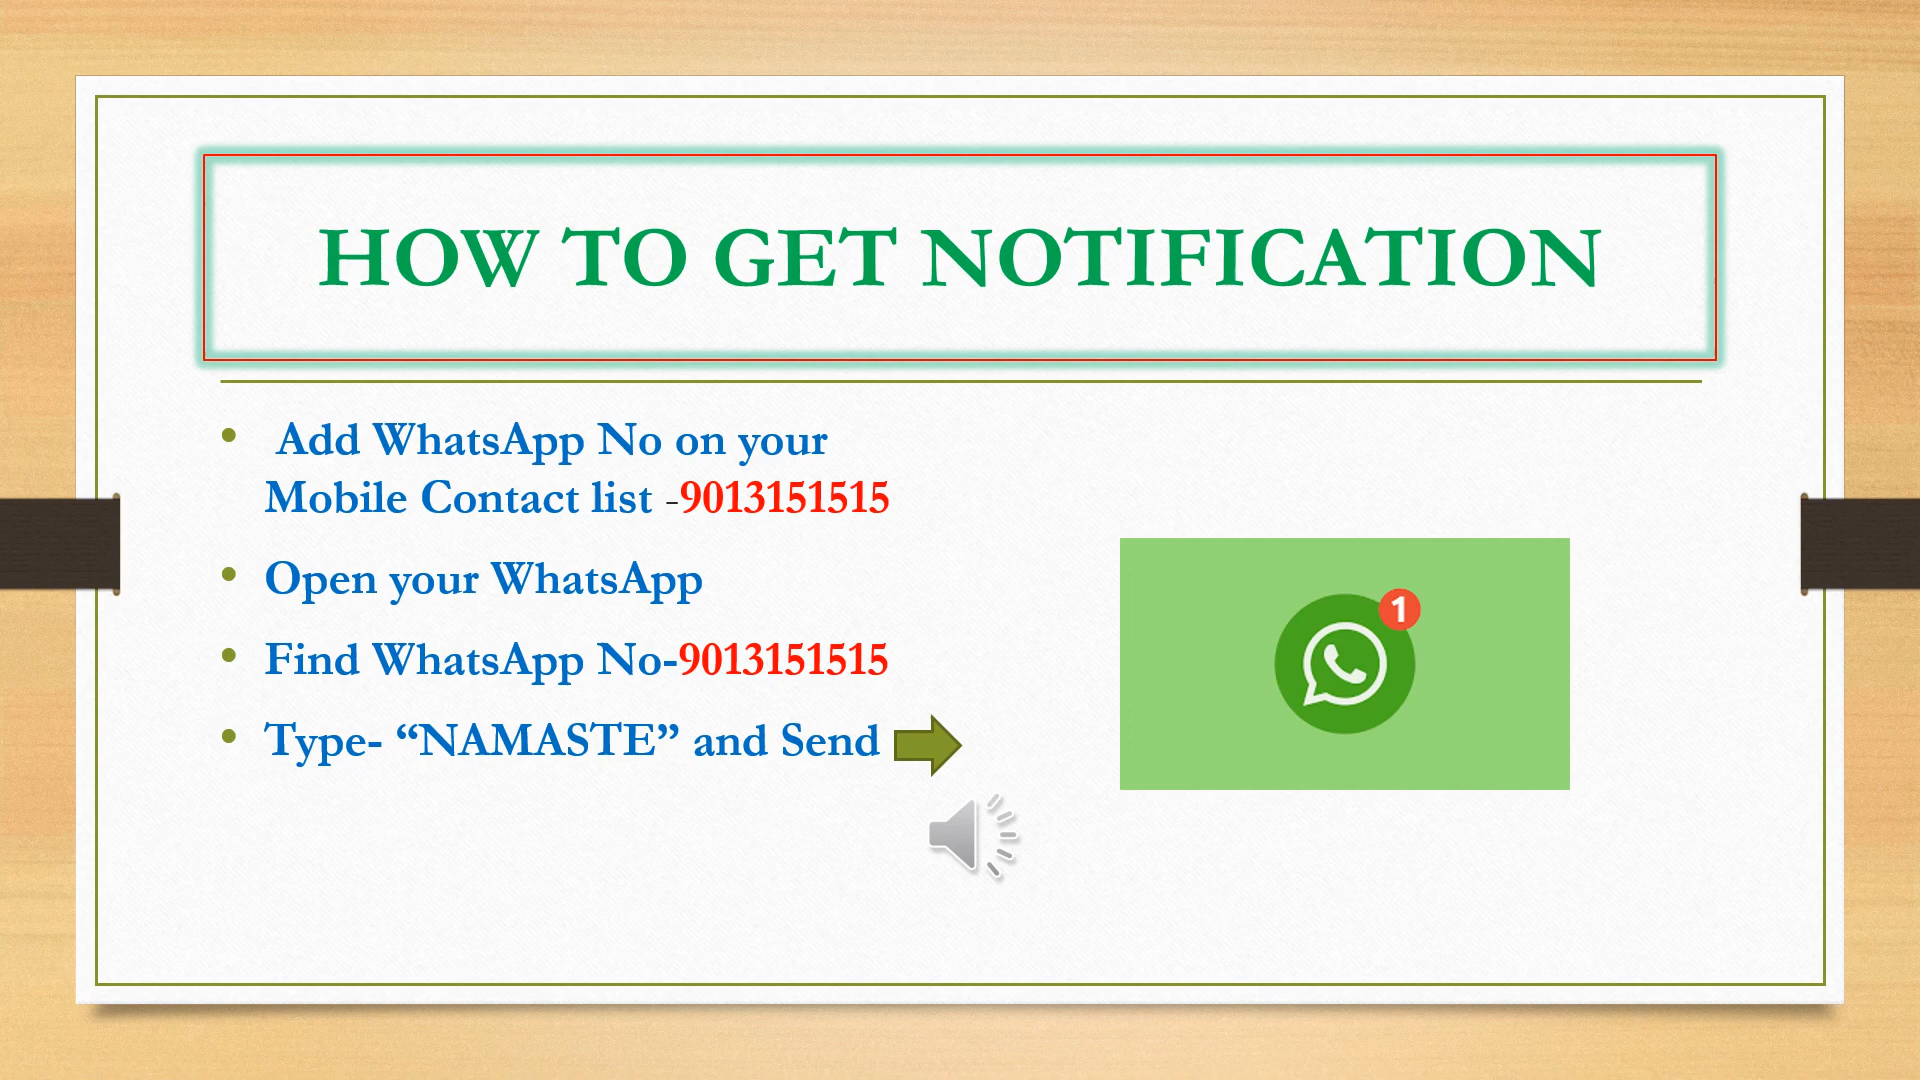 HOW TO GET NOTIFICATION
• Add WhatsApp No on your
Mobile Contact list -9013151515
• Open your WhatsApp
• Find WhatsApp No-9013151515
• Type- “NAMASTE” and Send
1